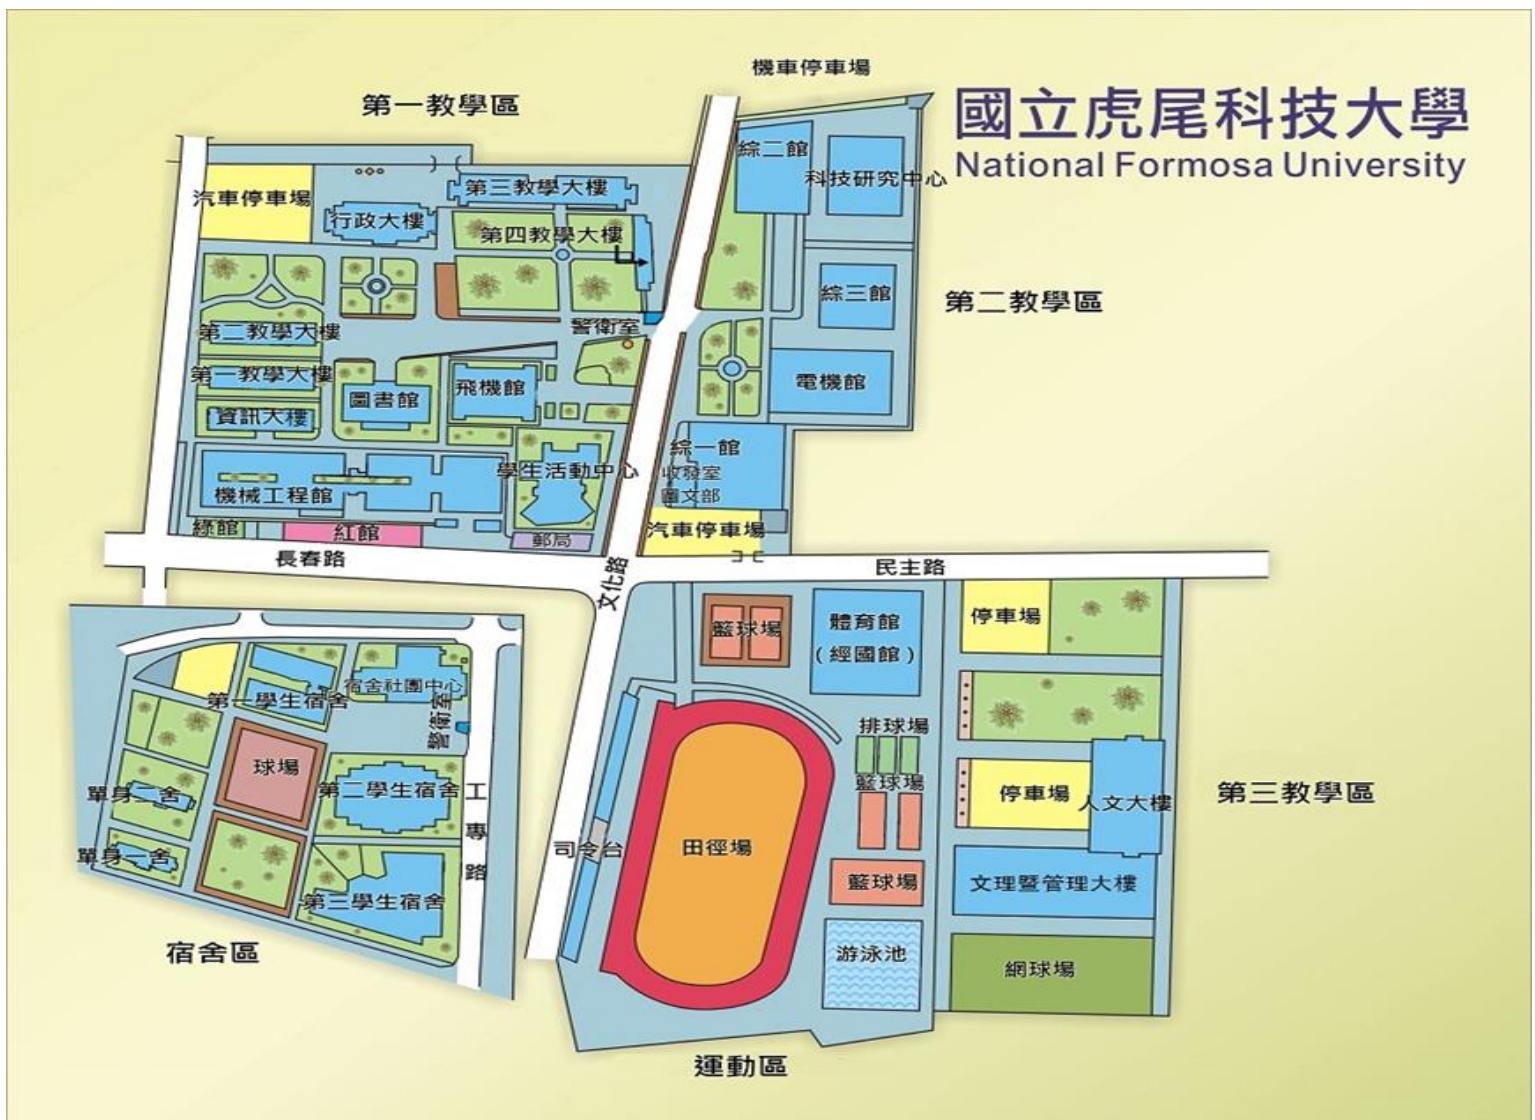 機車停車場
第一教學區
國立虎尾科技大學
National Formosa University
綜二館
科技研究中心
汽車停車場
第三教學大樓
行政大樓
第四教學大樓
綜三館
第二教學區
警衛室
第二教學大樓
第一教學大樓
圖書館
飛機館
電機館
資訊大樓
綜一館
收發室
圖文部
學生活動中心
機械工程館
綠館
紅館
郵局
汽車停車場
長春路
文化路
民主路
籃球場
體育館
(經國館)
停車場
宿舍社團中心
第一學生宿舍
警衛室
排球場
球場
籃球場
第二學生宿舍
工專路
單身二舍
停車場
人文大樓
第三教學區
單身一舍
司令台
田徑場
籃球場
文理暨管理大樓
第三學生宿舍
宿舍區
游泳池
網球場
運動區